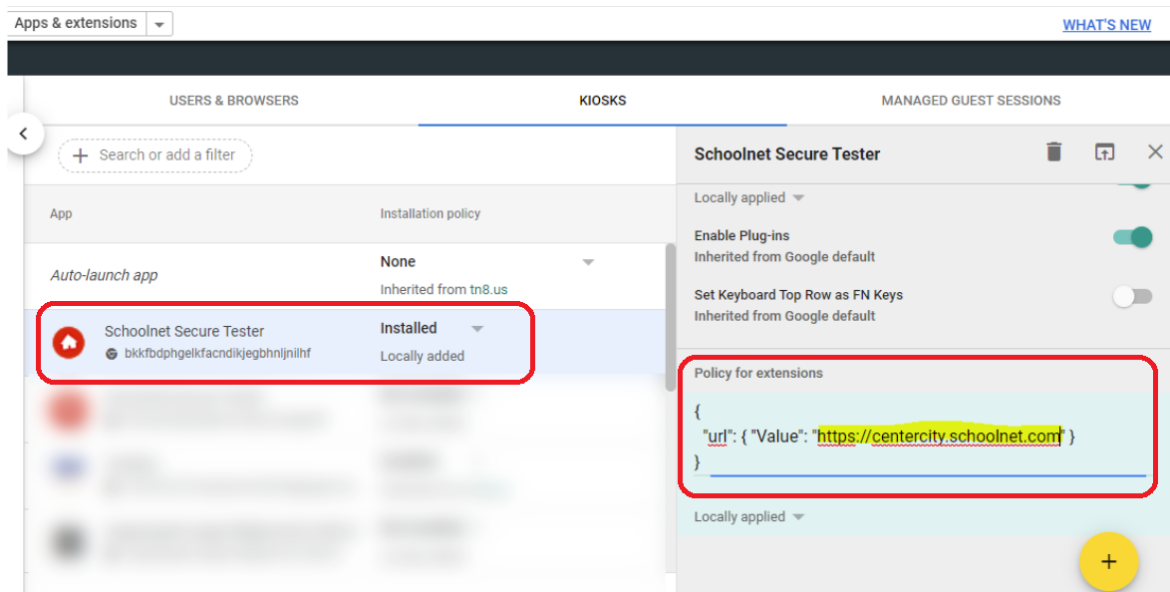 Apps & extensions
WHAT'S NEW
USERS & BROWSERS
KIOSKS
MANAGED GUEST SESSIONS
Search or add a filter
App
Installation policy
Auto-launch app
None
Inherited from tn8.us
Schoolnet Secure Tester
Installed
bkkfbdphgelkfacndikjegbhnljnilhf
Locally added
Schoolnet Secure Tester
Locally applied
Enable Plug-ins
Inherited from Google default
Set Keyboard Top Row as FN Keys
Inherited from Google default
Policy for extensions
{
"url": { "Value": "https://centercity.schoolnet.com" }
}
Locally applied